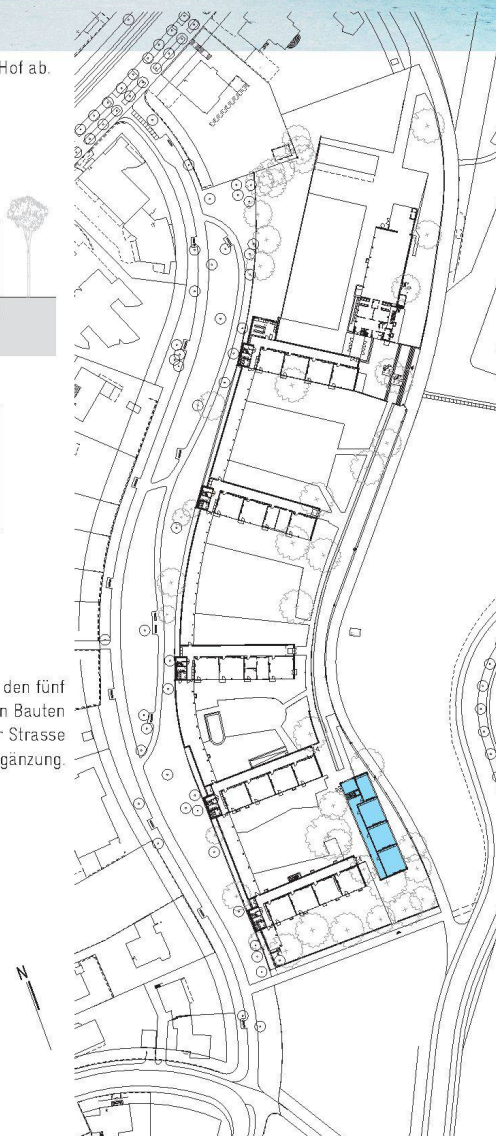 Hof ab.
den fünf
n Bauten
r Strasse
gänzung.
N